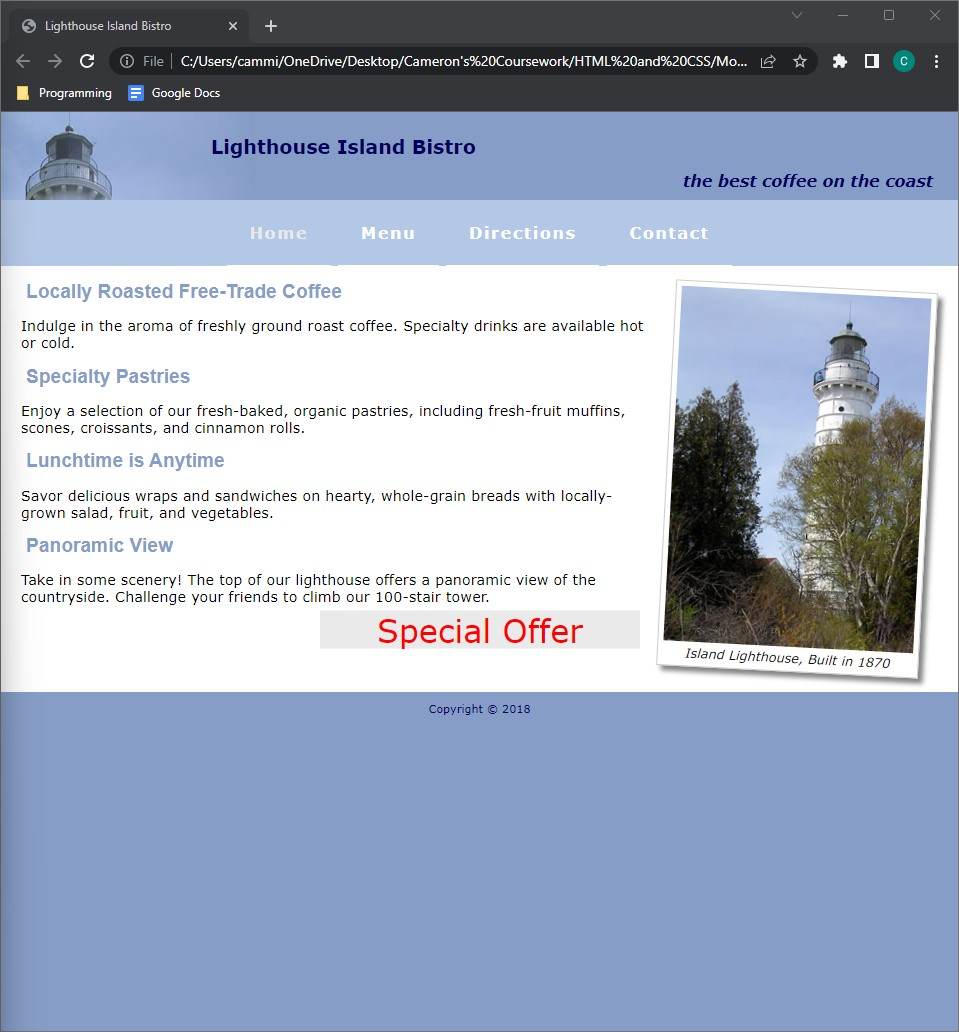 Lighthouse Island Bistro
File
C:/Users/cammi/OneDrive/Desktop/Cameron's%20Coursework/HTML%20and%20CSS/Mo...
C
Programming
Google Docs
Lighthouse Island Bistro
the best coffee on the coast
Home Menu Directions Contact
Locally Roasted Free-Trade Coffee
Indulge in the aroma of freshly ground roast coffee. Specialty drinks are available hot
or cold.
Specialty Pastries
Enjoy a selection of our fresh-baked, organic pastries, including fresh-fruit muffins,
scones, croissants, and cinnamon rolls.
Lunchtime is Anytime
Savor delicious wraps and sandwiches on hearty, whole-grain breads with locally-
grown salad, fruit, and vegetables.
Panoramic View
Take in some scenery! The top of our lighthouse offers a panoramic view of the
countryside. Challenge your friends to climb our 100-stair tower.
Special Offer
Island Lighthouse, Built in 1870
Copyright © 2018